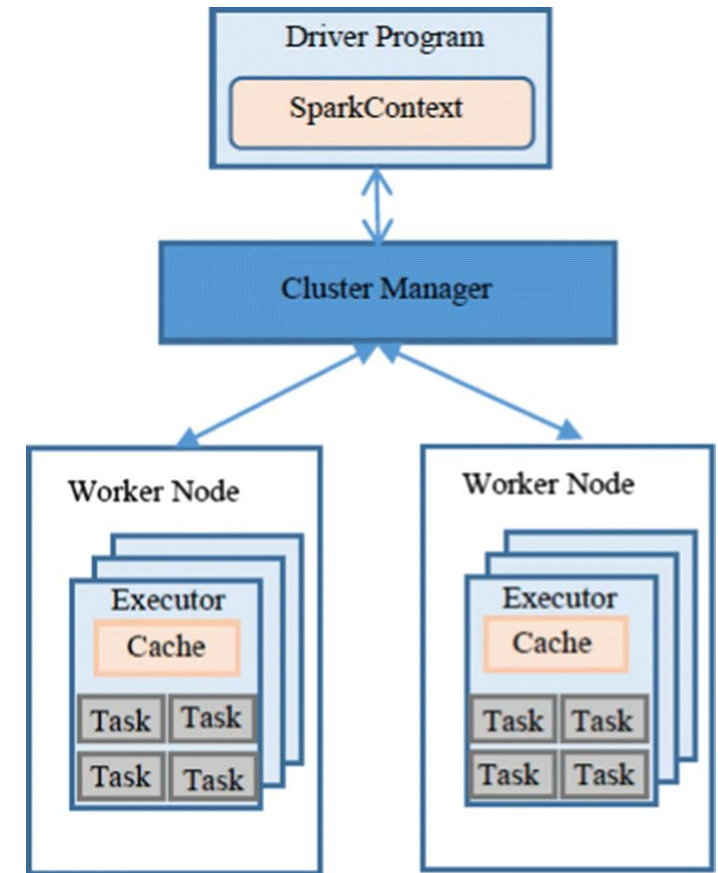 Driver Program
SparkContext
Cluster Manager
Worker Node
Executor
Cache
Task Task
Task Task
Worker Node
Executor
Cache
Task Task
Task Task